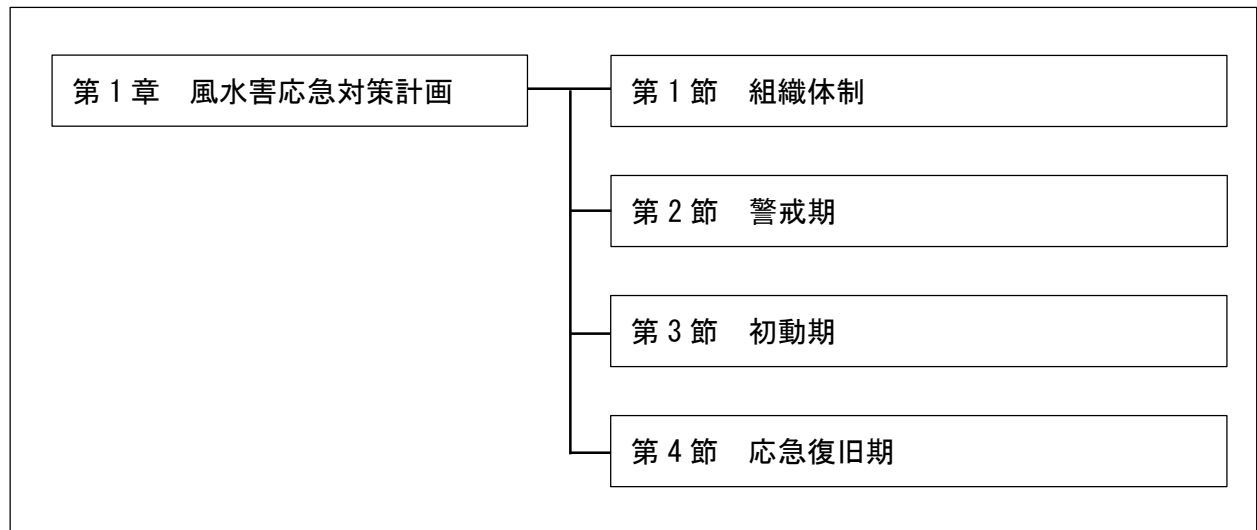 第1章　風水害応急対策計画
第1節　組織体制
第2節　警戒期
第3節　初動期
第4節　応急復旧期